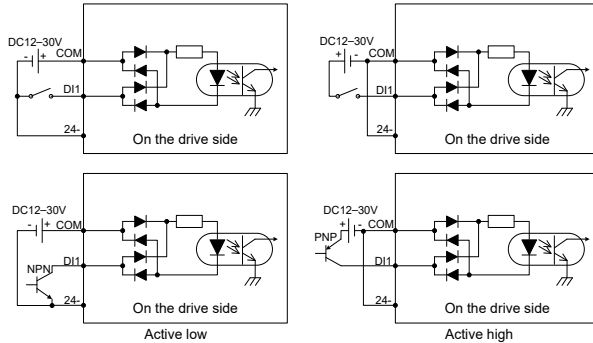 DC12–30V
- +
COM
DI1
24-
On the drive side
DC12–30V
+ -
COM
DI1
24-
On the drive side
DC12–30V
- +
COM
NPN
DI1
24-
On the drive side
Active low
DC12–30V
+ -
COM
PNP
DI1
24-
On the drive side
Active high